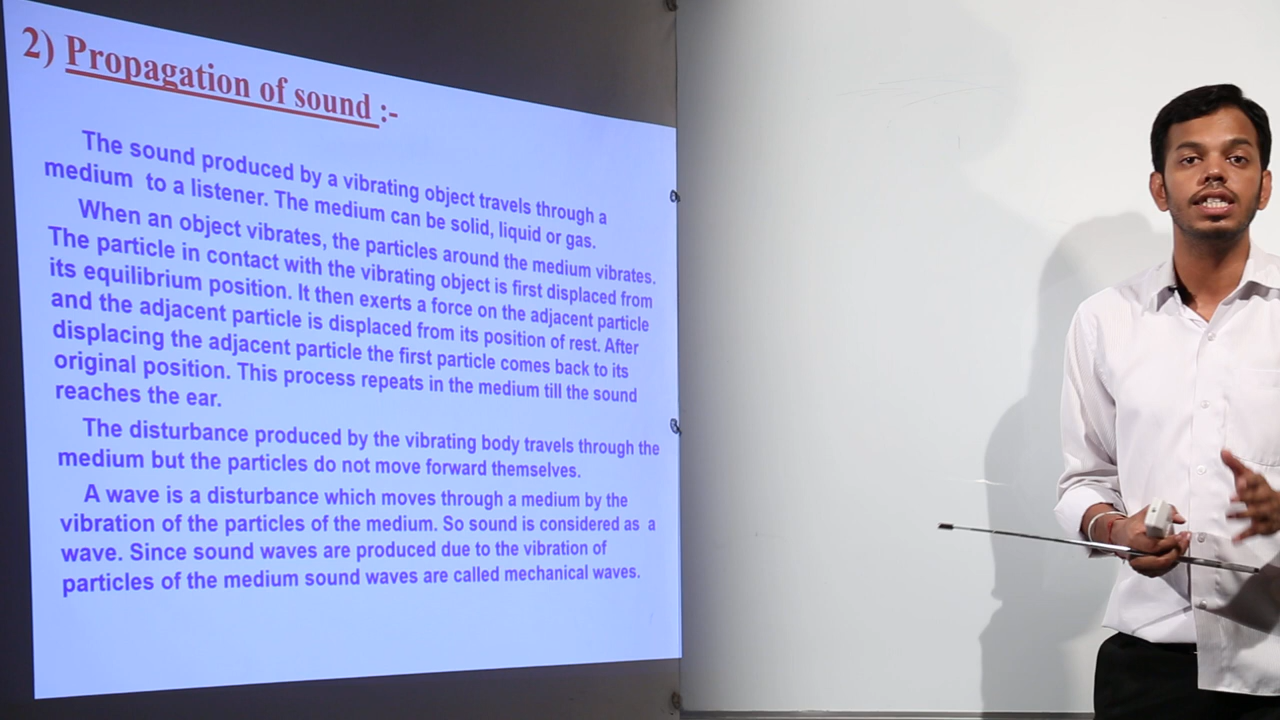 2) Propagation of sound :-
The sound produced by a vibrating object travels through a
medium to a listener. The medium can be solid, liquid or gas.
When an object vibrates, the particles around the medium vibrates.
The particle in contact with the vibrating object is first displaced from
its equilibrium position. It then exerts a force on the adjacent particle
and the adjacent particle is displaced from its position of rest. After
displacing the adjacent particle the first particle comes back to its
original position. This process repeats in the medium till the sound
reaches the ear.
The disturbance produced by the vibrating body travels through the
medium but the particles do not move forward themselves.
A wave is a disturbance which moves through a medium by the
vibration of the particles of the medium. So sound is considered as a
wave. Since sound waves are produced due to the vibration of
particles of the medium sound waves are called mechanical waves.